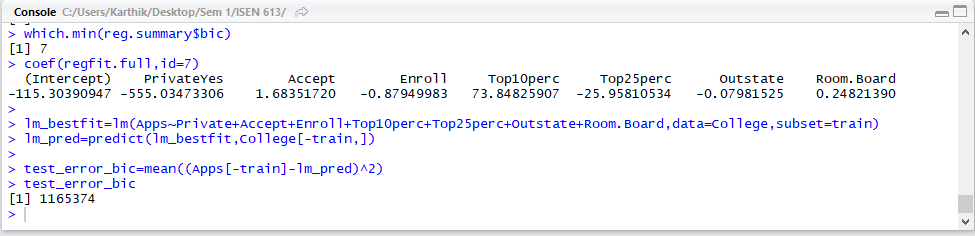 Console C:/Users/Karthik/Desktop/Sem 1/ISEN 613/
> which.min(reg.summary$bic)
[1] 7
> coef(regfit.full,id=7)
(Intercept) PrivateYes Accept Enroll Top10perc Top25perc Outstate Room.Board
-115.30390947 -555.03473306 1.68351720 -0.87949983 73.84825907 -25.95810534 -0.07981525 0.24821390
>
> lm_bestfit=lm(Apps~Private+Accept+Enroll+Top10perc+Top25perc+Outstate+Room.Board,data=College,subset=train)
> lm_pred=predict(lm_bestfit,College[-train,])
>
> test_error_bic=mean((Apps[-train]-lm_pred)^2)
> test_error_bic
[1] 1165374
>